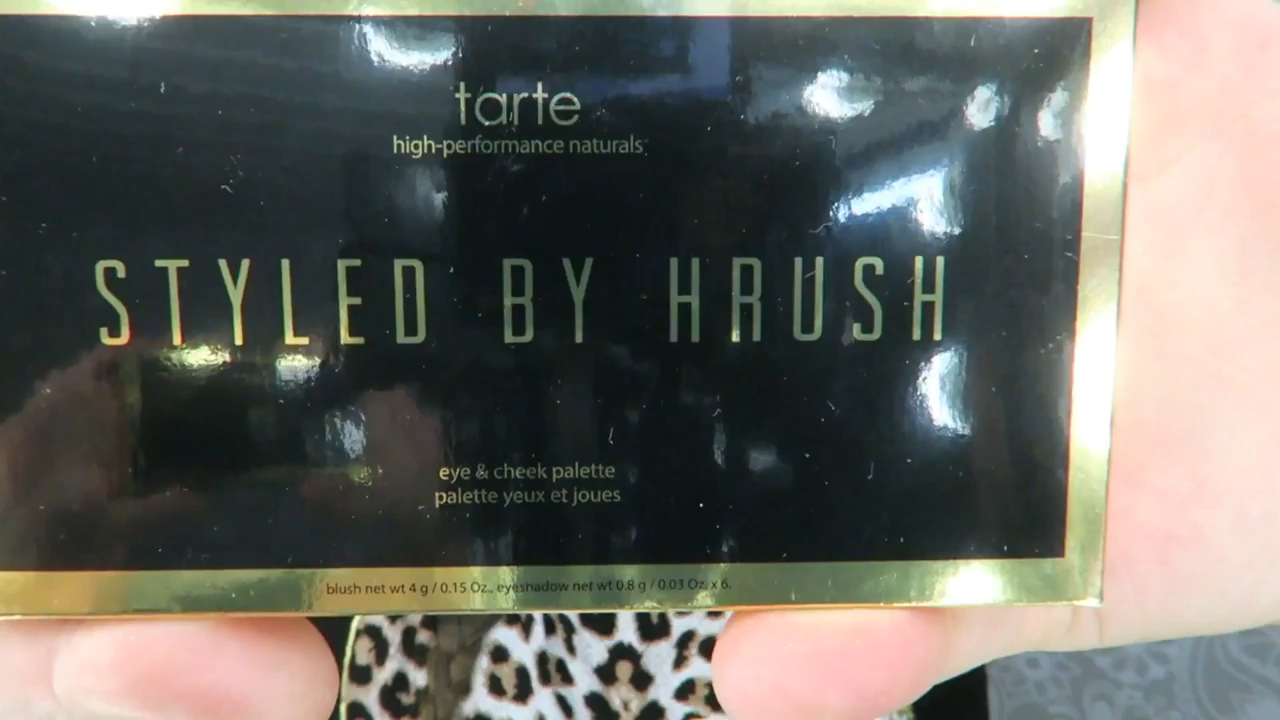 tarte
high-performance naturals™
STYLED BY HRUSH
eye & cheek palette
palette yeux et joues
blush net wt 4 g / 0.15 Oz., eyeshadow net wt 0.8 g / 0.03 Oz. x 6.